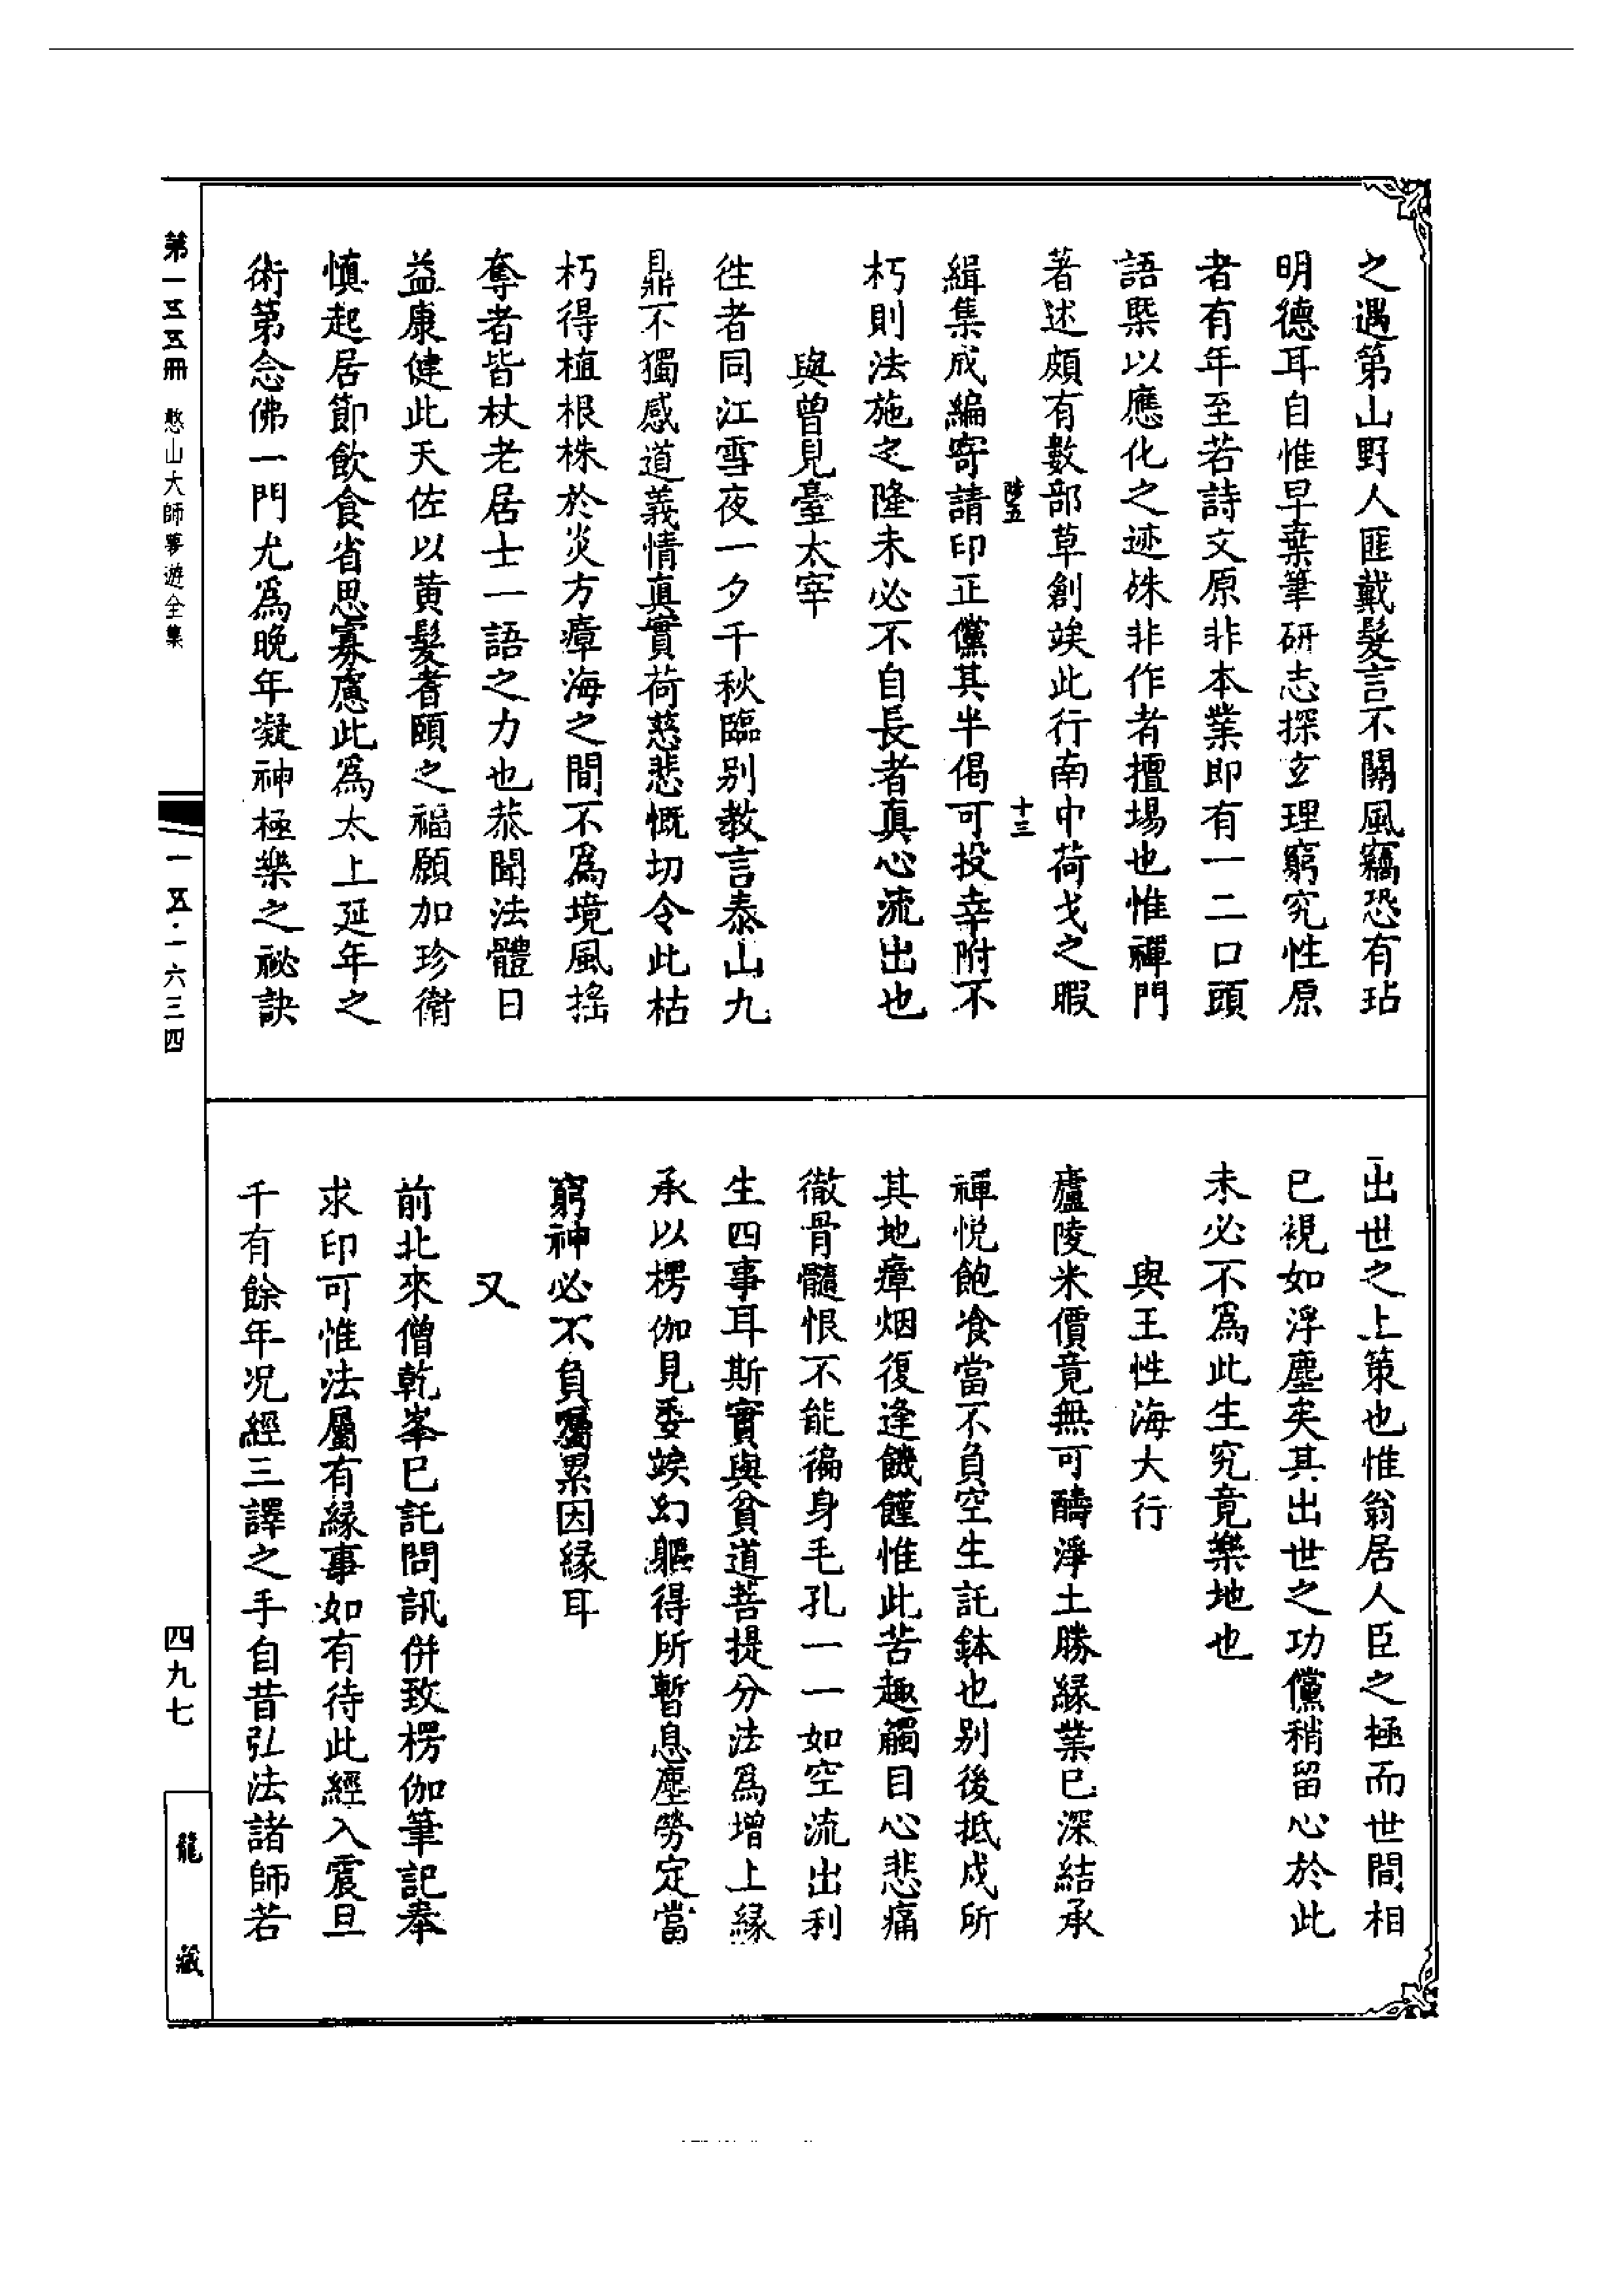 之遇第山野人匪戴髮言不關風竊恐有玷
明德耳自惟早棄筆研志探玄理窮究性原
者有年至若詩文原非本業即有一二口頭
語槩以應化之迹殊非作者擅場也惟禪門
著述頗有數部草創竢此行南中荷戈之暇
陟五
十三
緝集成編寄請印正儻其半偈可投幸附不
朽則法施之隆未必不自長者真心流出也
與曾見臺太宰
徃者同江雪夜一夕千秋臨別教言泰山九
鼎不獨感道義情真實荷慈悲慨切令此枯
朽得植根株於炎方瘴海之間不爲境風搖
奪者皆杖老居士一語之力也恭聞法體日
益康健此天佐以黄髮耆頤之福願加珍衛
慎起居節飲食省思寡慮此爲太上延年之
術第念佛一門尤爲晚年凝神極樂之祕訣
出世之上策也惟翁居人臣之極而世間相
已視如浮塵矣其出世之功儻稍留心於此
未必不爲此生究竟樂地也
與王性海大行
廬陵米價竟無可醻淨土勝緣業已深結承
禪悅飽飡當不負空生託鉢也別後抵戍所
其地瘴烟復逢饑饉惟此苦趣觸目心悲痛
徹骨髓恨不能徧身毛孔一一如空流出利
生四事耳斯實與貧道菩提分法爲增上緣
承以楞伽見委竢幻軀得所暫息塵勞定當
窮神必不負囑累因緣耳
又
前北來僧乾峯已託問訊併致楞伽筆記奉
求印可惟法屬有緣事如有待此經入震旦
千有餘年况經三譯之手自昔弘法諸師若
第一五五冊 憨山大師夢遊全集
一五·一六三四
四九七
龍藏